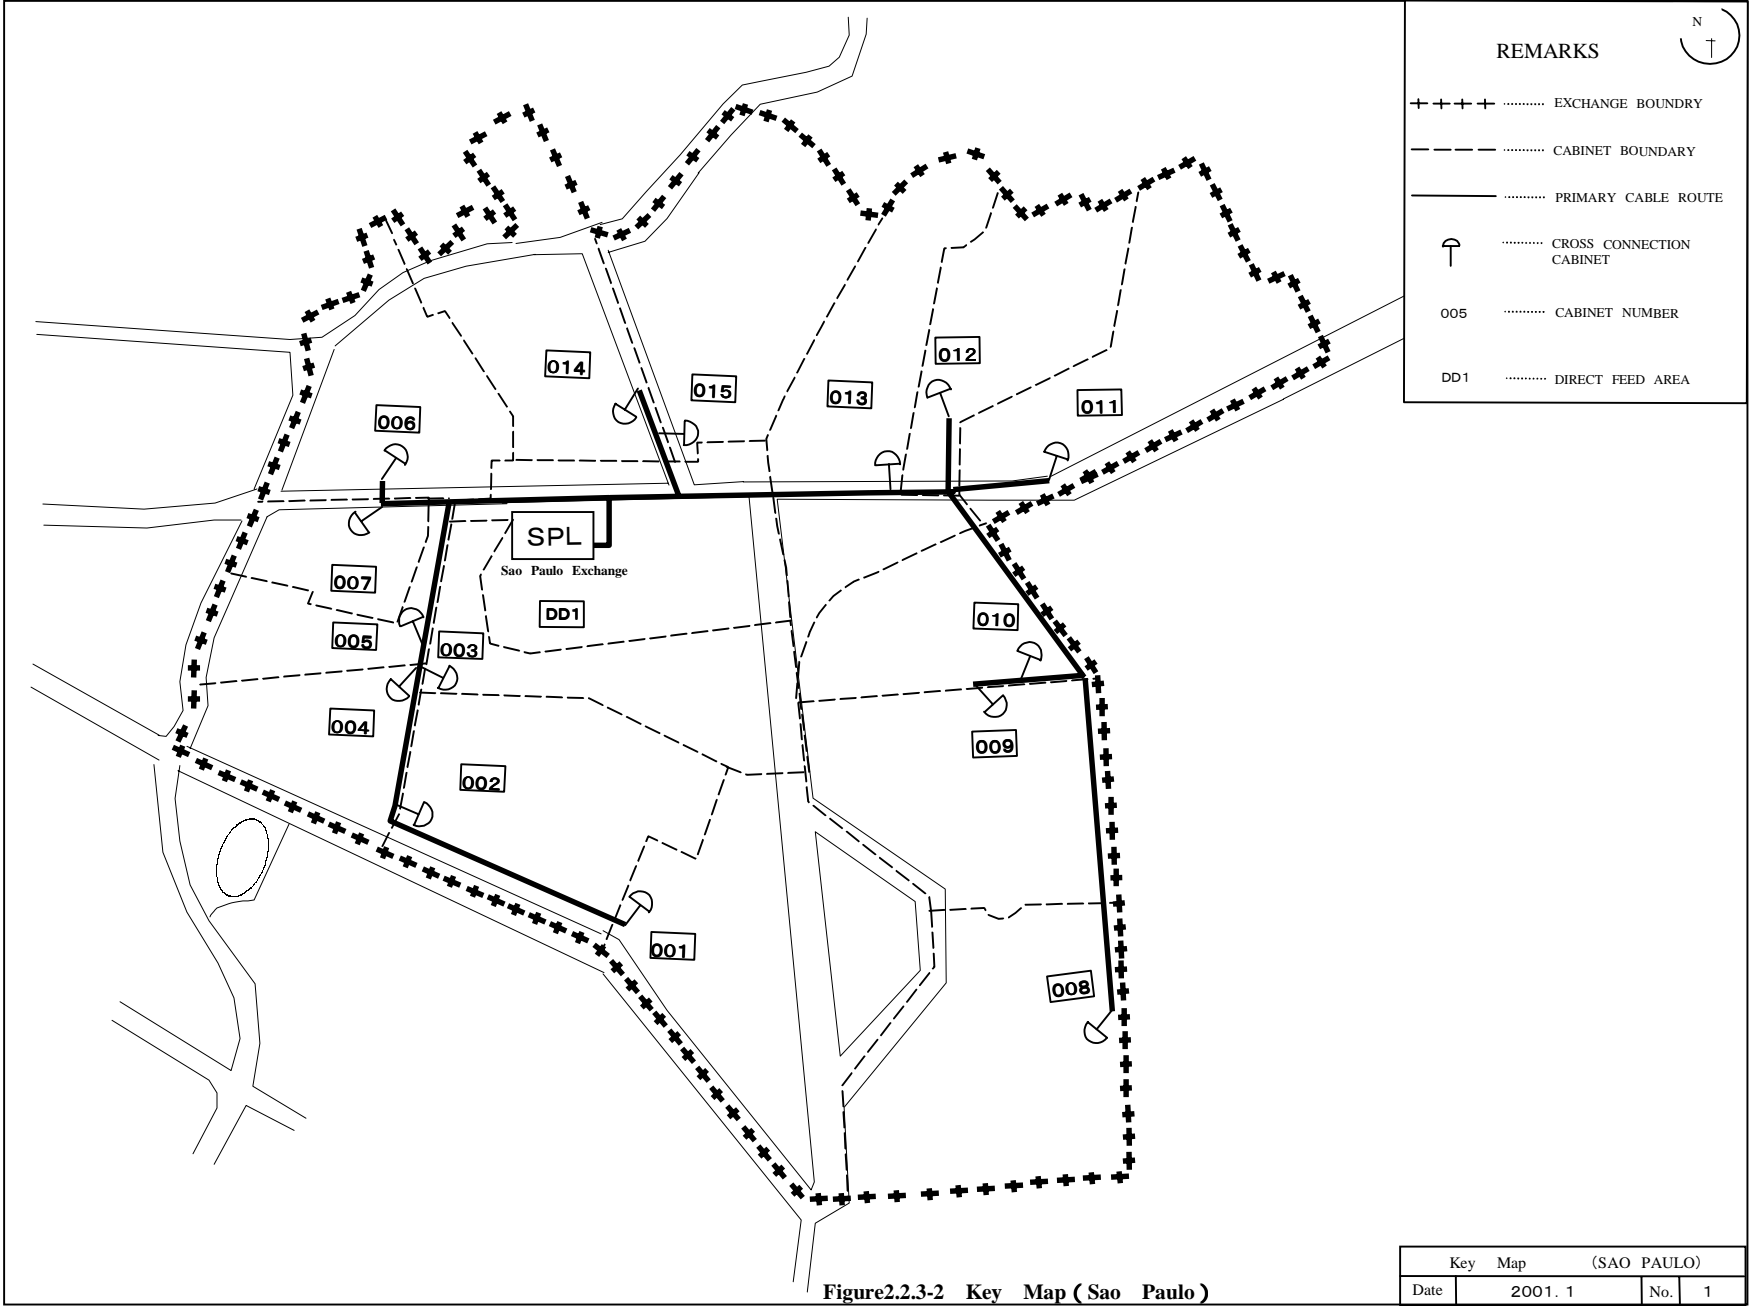 N
REMARKS
EXCHANGE BOUNDRY
CABINET BOUNDARY
PRIMARY CABLE ROUTE
CROSS CONNECTION
CABINET
005 CABINET NUMBER
DD1 DIRECT FEED AREA
014
015
012
013
011
006
SPL
Sao Paulo Exchange
007
DD1
005
003
010
004
009
002
001
008
Key Map (SAO PAULO)
Date 2001.1 No. 1
Figure2.2.3-2 Key Map ( Sao Paulo )